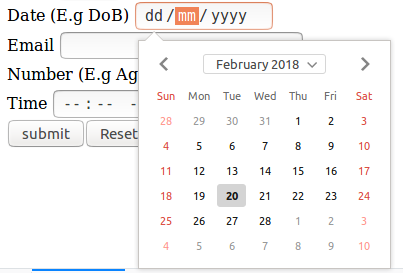 Date (E.g DoB) dd/mm/yyyy
Email
February 2018
Number (E.g Ag
Sun Mon Tue Wed Thu Fri Sat
Time --:-- -
28 29 30 31 1 2 3
submit Reset
4 5 6 7 8 9 10
11 12 13 14 15 16 17
18 19 20 21 22 23 24
25 26 27 28 1 2 3
4 5 6 7 8 9 10